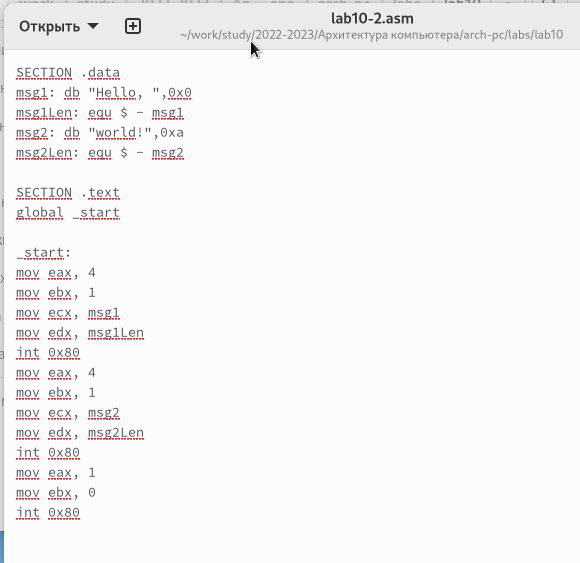 Открыть
lab10-2.asm
~/work/study/2022-2023/Архитектура компьютера/arch-pc/labs/lab10
SECTION .data
msg1: db "Hello, ",0x0
msg1Len: equ $ - msg1
msg2: db "world!",0xa
msg2Len: equ $ - msg2
SECTION .text
global _start
_start:
mov eax, 4
mov ebx, 1
mov ecx, msg1
mov edx, msg1Len
int 0x80
mov eax, 4
mov ebx, 1
mov ecx, msg2
mov edx, msg2Len
int 0x80
mov eax, 1
mov ebx, 0
int 0x80